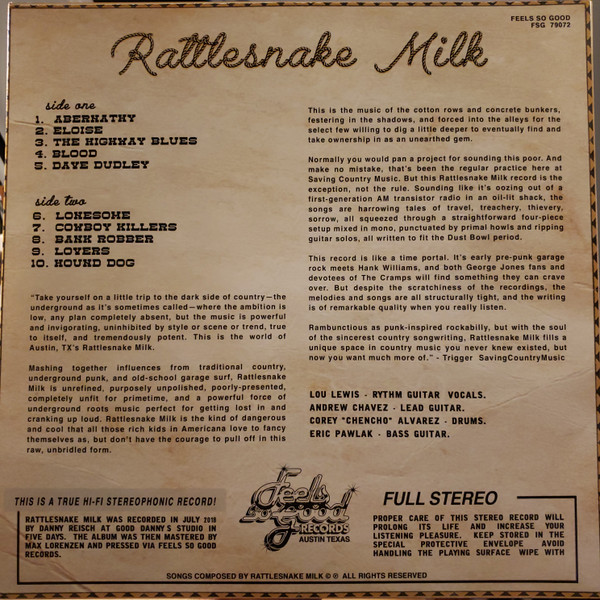 FEELS SO GOOD
FSG 79072
Rattlesnake Milk
side one
1. ABERNATHY
2. ELOISE
3. THE HIGHWAY BLUES
4. BLOOD
5. DAVE DUDLEY
side two
6. LONESOME
7. COWBOY KILLERS
8. BANK ROBBER
9. LOVERS
10. HOUND DOG
"Take yourself on a little trip to the dark side of country—the
underground as it's sometimes called—where the ambition is
low, any plan completely absent, but the music is powerful
and invigorating, uninhibited by style or scene or trend, true
to itself, and tremendously potent. This is the world of
Austin, TX's Rattlesnake Milk.
Mashing together influences from traditional country,
underground punk, and old-school garage surf, Rattlesnake
Milk is unrefined, purposely unpolished, poorly-presented,
completely unfit for primetime, and a powerful force of
underground roots music perfect for getting lost in and
cranking up loud. Rattlesnake Milk is the kind of dangerous
and cool that all those rich kids in Americana love to fancy
themselves as, but don't have the courage to pull off in this
raw, unbridled form.
This is the music of the cotton rows and concrete bunkers,
festering in the shadows, and forced into the alleys for the
select few willing to dig a little deeper to eventually find and
take ownership in as an unearthed gem.
Normally you would pan a project for sounding this poor. And
make no mistake, that's been the regular practice here at
Saving Country Music. But this Rattlesnake Milk record is the
exception, not the rule. Sounding like it's oozing out of a
first-generation AM transistor radio in an oil-lit shack, the
songs are harrowing tales of travel, treachery, thievery,
sorrow, all squeezed through a straightforward four-piece
setup mixed in mono, punctuated by primal howls and ripping
guitar solos, all written to fit the Dust Bowl period.
This record is like a time portal. It's early pre-punk garage
rock meets Hank Williams, and both George Jones fans and
devotees of The Cramps will find something they can crave
over. But despite the scratchiness of the recordings, the
melodies and songs are all structurally tight, and the writing
is of remarkable quality when you really listen.
Rambunctious as punk-inspired rockabilly, but with the soul
of the sincerest country songwriting, Rattlesnake Milk fills a
unique space in country music you never knew existed, but
now you want much more of." - Trigger SavingCountryMusic
LOU LEWIS - RYTHM GUITAR VOCALS.
ANDREW CHAVEZ - LEAD GUITAR.
COREY "CHENCHO" ALVAREZ - DRUMS.
ERIC PAWLAK - BASS GUITAR.
THIS IS A TRUE HI-FI STEREOPHONIC RECORD!
RATTLESNAKE MILK WAS RECORDED IN JULY 2018
BY DANNY REISCH AT GOOD DANNY'S STUDIO IN
FIVE DAYS. THE ALBUM WAS THEN MASTERED BY
MAX LORENZEN AND PRESSED VIA FEELS SO GOOD
RECORDS.
Feels
so Good
RECORDS
AUSTIN TEXAS
FULL STEREO
PROPER CARE OF THIS STEREO RECORD WILL
PROLONG ITS LIFE AND INCREASE YOUR
LISTENING PLEASURE. KEEP STORED IN THE
SPECIAL PROTECTIVE ENVELOPE AVOID
HANDLING THE PLAYING SURFACE WIPE WITH
SONGS COMPOSED BY RATTLESNAKE MILK © ℗ ALL RIGHTS RESERVED